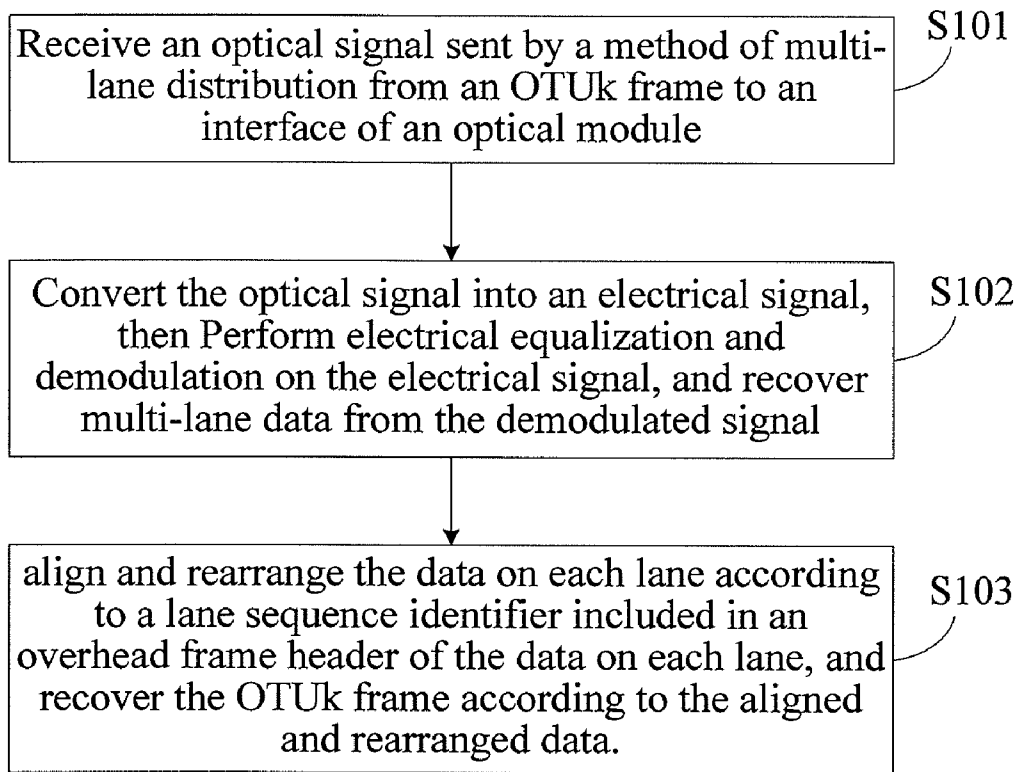 S101
Receive an optical signal sent by a method of multi-
lane distribution from an OTUk frame to an
interface of an optical module
S102
Convert the optical signal into an electrical signal,
then Perform electrical equalization and
demodulation on the electrical signal, and recover
multi-lane data from the demodulated signal
S103
align and rearrange the data on each lane according
to a lane sequence identifier included in an
overhead frame header of the data on each lane, and
recover the OTUk frame according to the aligned
and rearranged data.